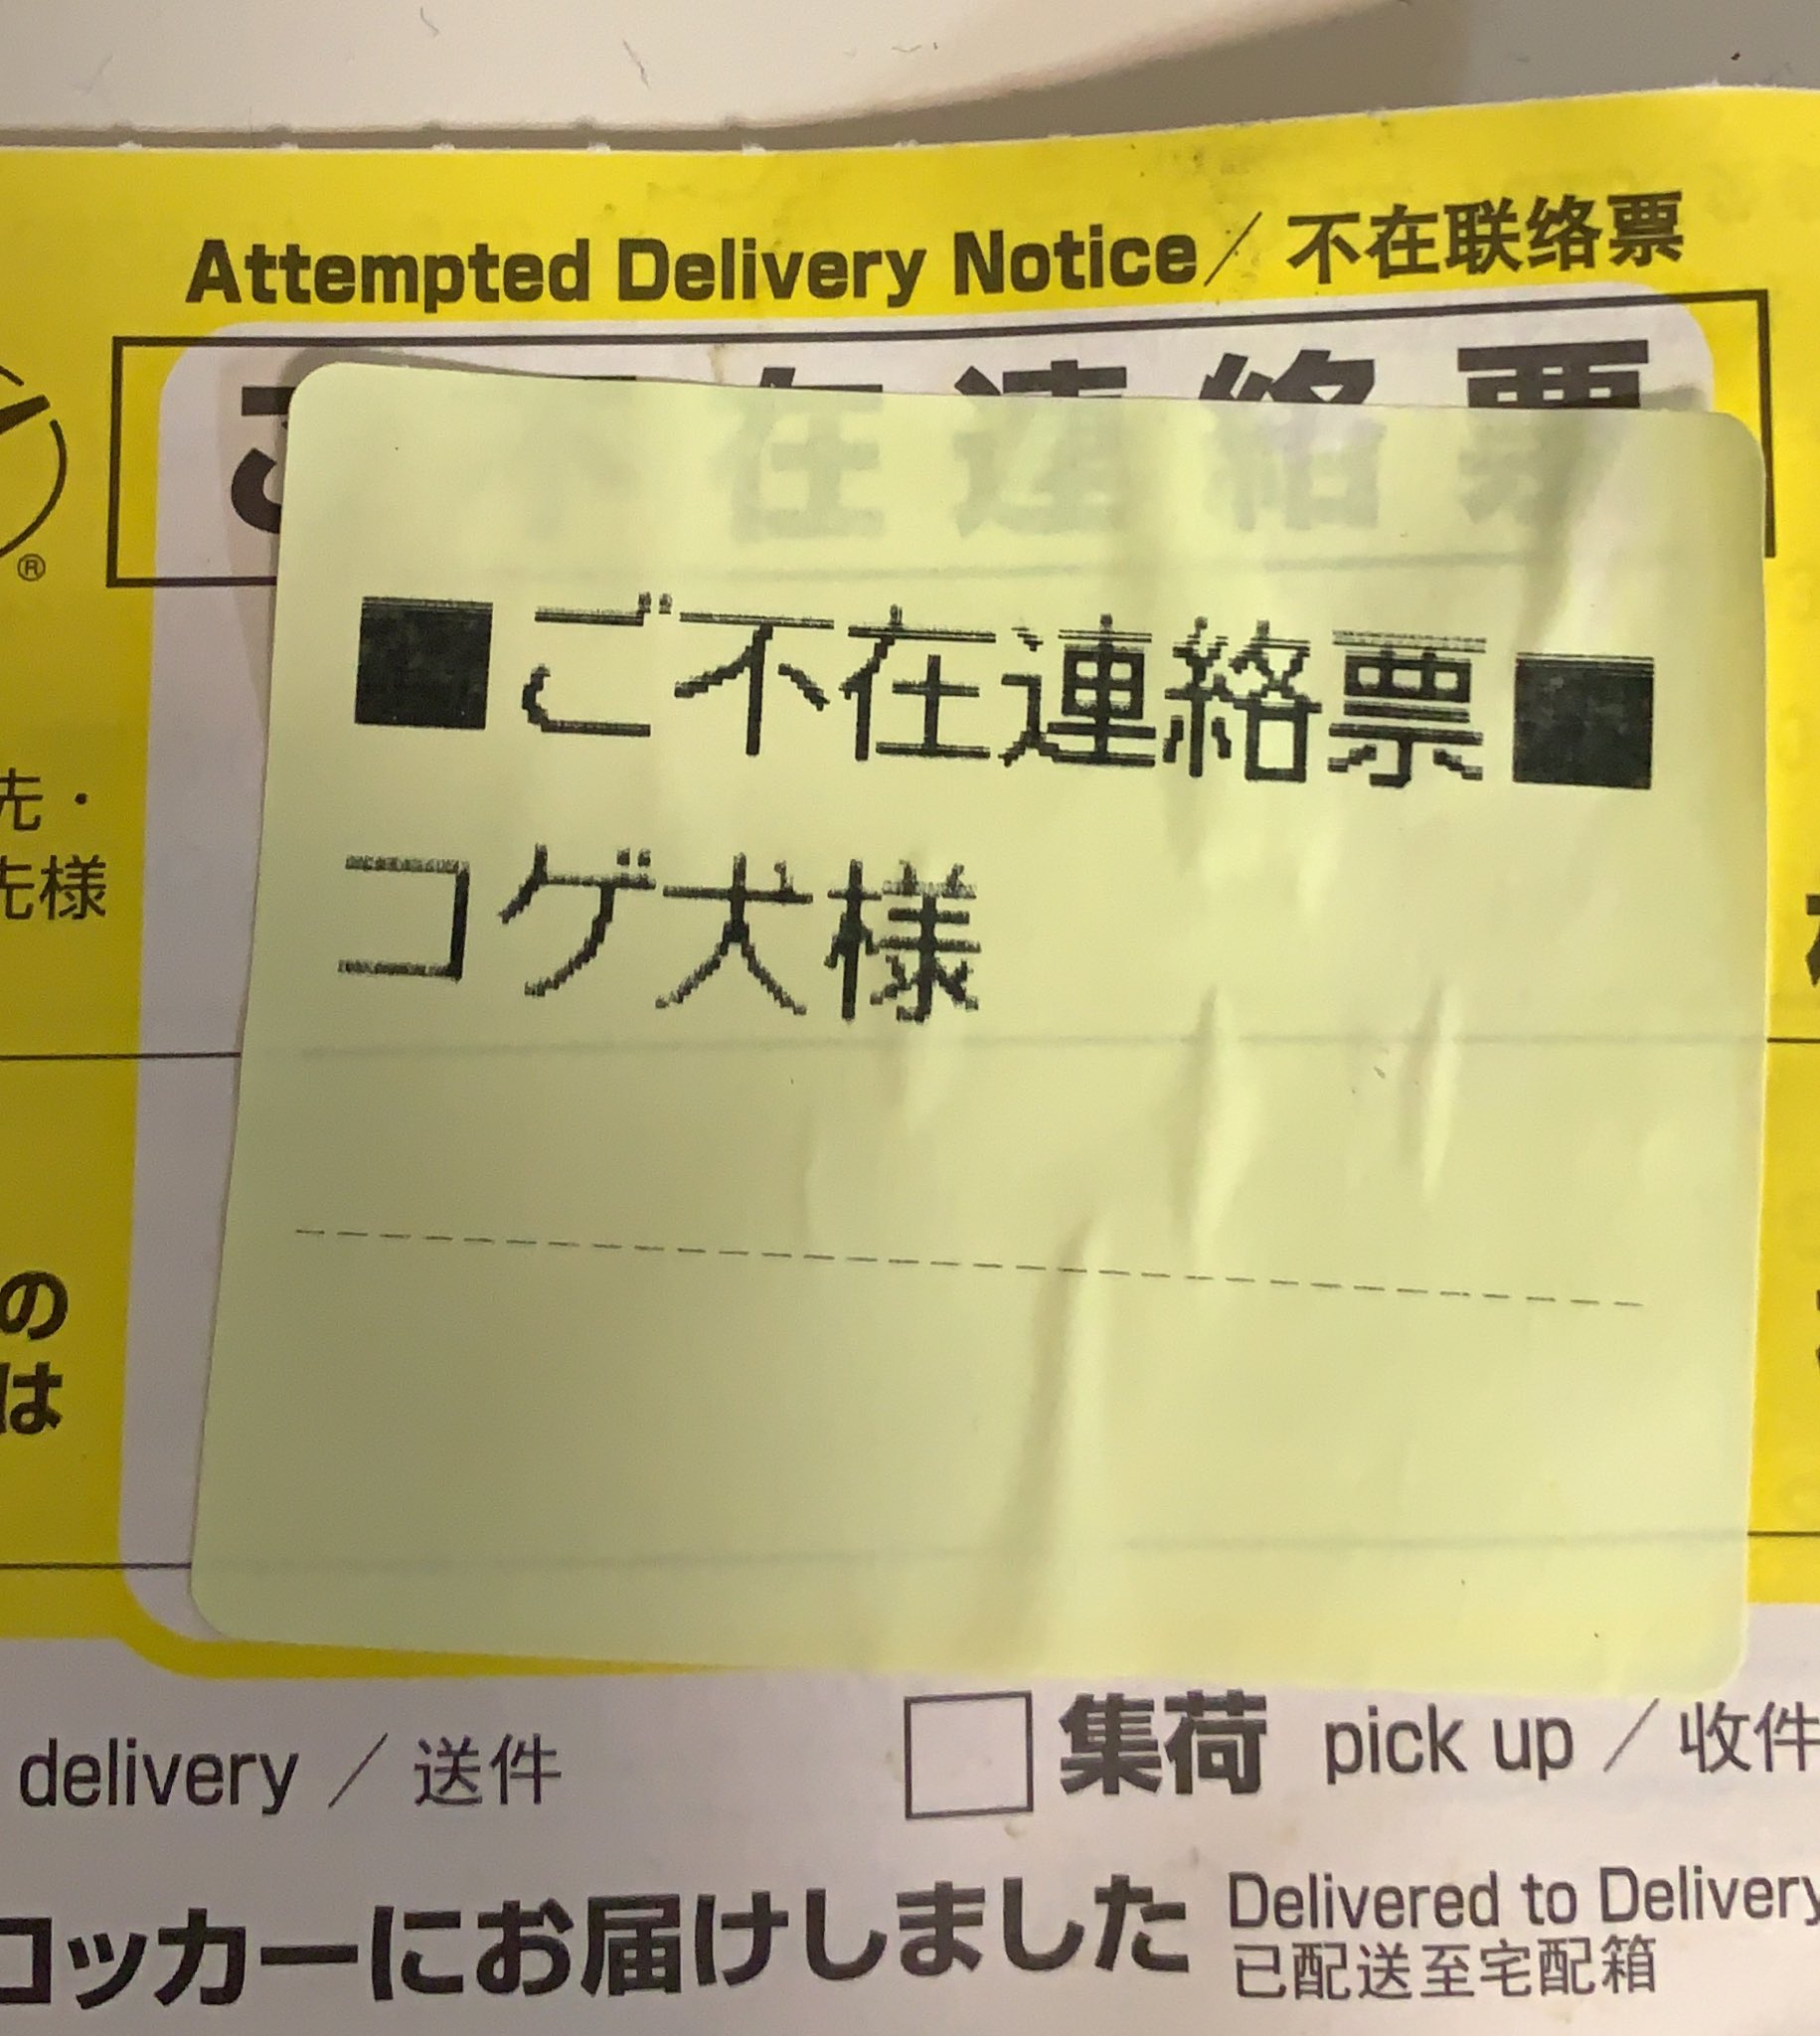 Attempted Delivery Notice／不在联络票
®
■ご不在連絡票■
コゲ犬様
先・
先様
の
は
delivery ／ 送件
□ 集荷 pick up ／ 收件
ロッカーにお届けしました
Delivered to Delivery
已配送至宅配箱